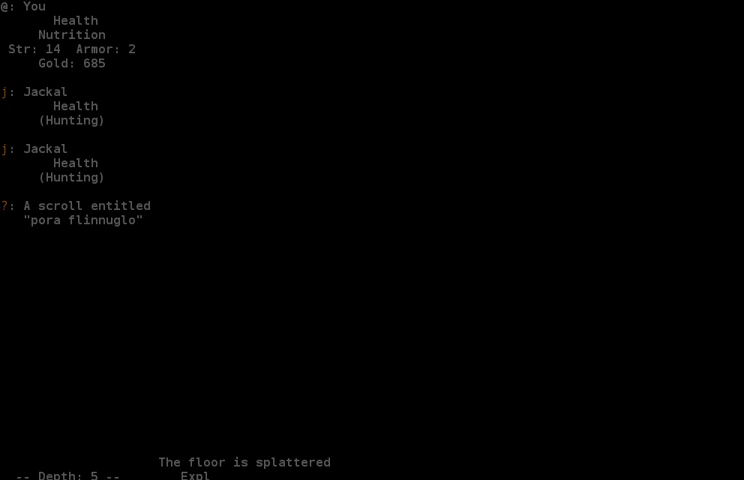 @: You
Health
Nutrition
Str: 14 Armor: 2
Gold: 685
j: Jackal
Health
(Hunting)
j: Jackal
Health
(Hunting)
?: A scroll entitled
"pora flinnuglo"
The floor is splattered
-- Depth: 5 -- Expl